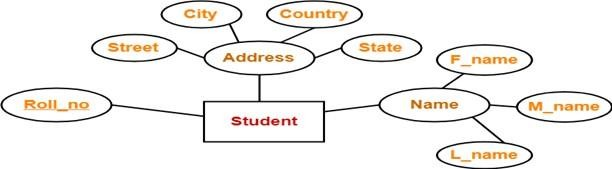 City
Country
Street
Address
State
F_name
Roll_no
Student
Name
M_name
L_name